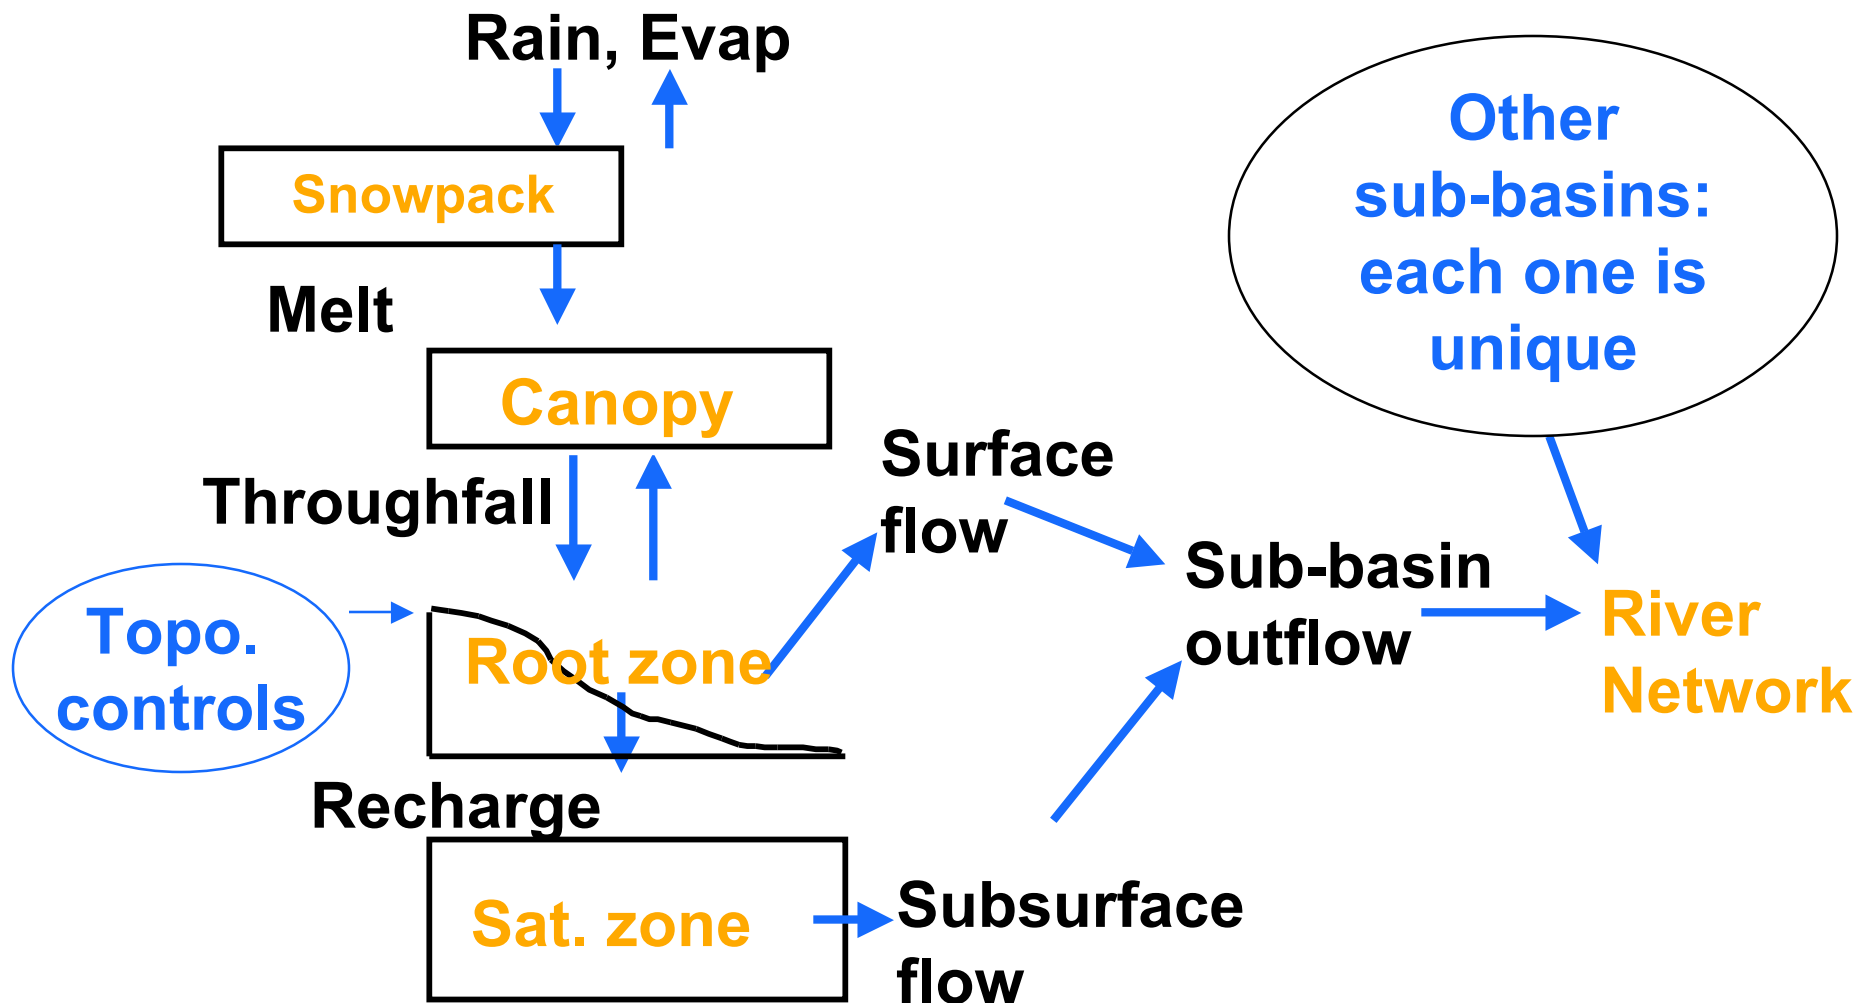 Rain, Evap
Snowpack
Melt
Canopy
Throughfall
Topo.
controls
Root zone
Recharge
Sat. zone
Surface
flow
Subsurface
flow
Sub-basin
outflow
Other
sub-basins:
each one is
unique
River
Network